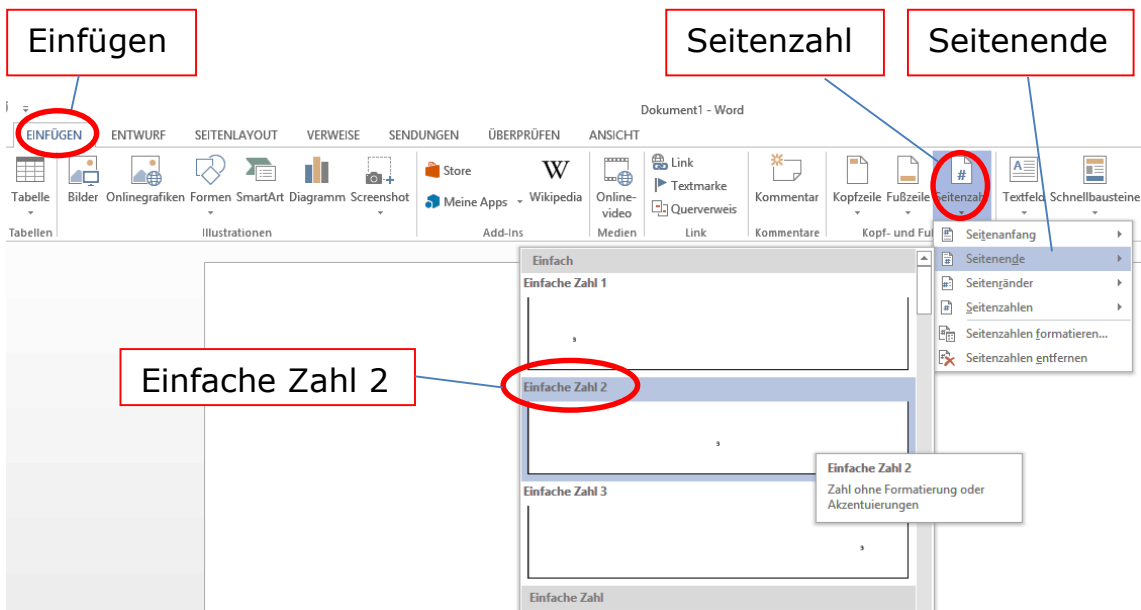 Einfügen
Seitenzahl
Seitenende
Dokument1 - Word
EINFÜGEN ENTWURF SEITENLAYOUT VERWEISE SENDUNGEN ÜBERPRÜFEN ANSICHT
Tabelle
Bilder Onlinegrafiken Formen SmartArt Diagramm Screenshot
Store
Meine Apps
W
Wikipedia
Online-
video
Link
Textmarke
Querverweis
Kommentar
Kopfzeile Fußzeile Seitenzahl
Textfeld Schnellbausteine
Tabellen Illustrationen Add-Ins Medien Link Kommentare Kopf- und Fu
Seitenanfang
Seitenende
Seitenränder
Seitenzahlen
Seitenzahlen formatieren...
Seitenzahlen entfernen
Einfach
Einfache Zahl 1
3
Einfache Zahl 2
Einfache Zahl 2
3
Einfache Zahl 2
Zahl ohne Formatierung oder
Akzentuierungen
Einfache Zahl 3
3
Einfache Zahl